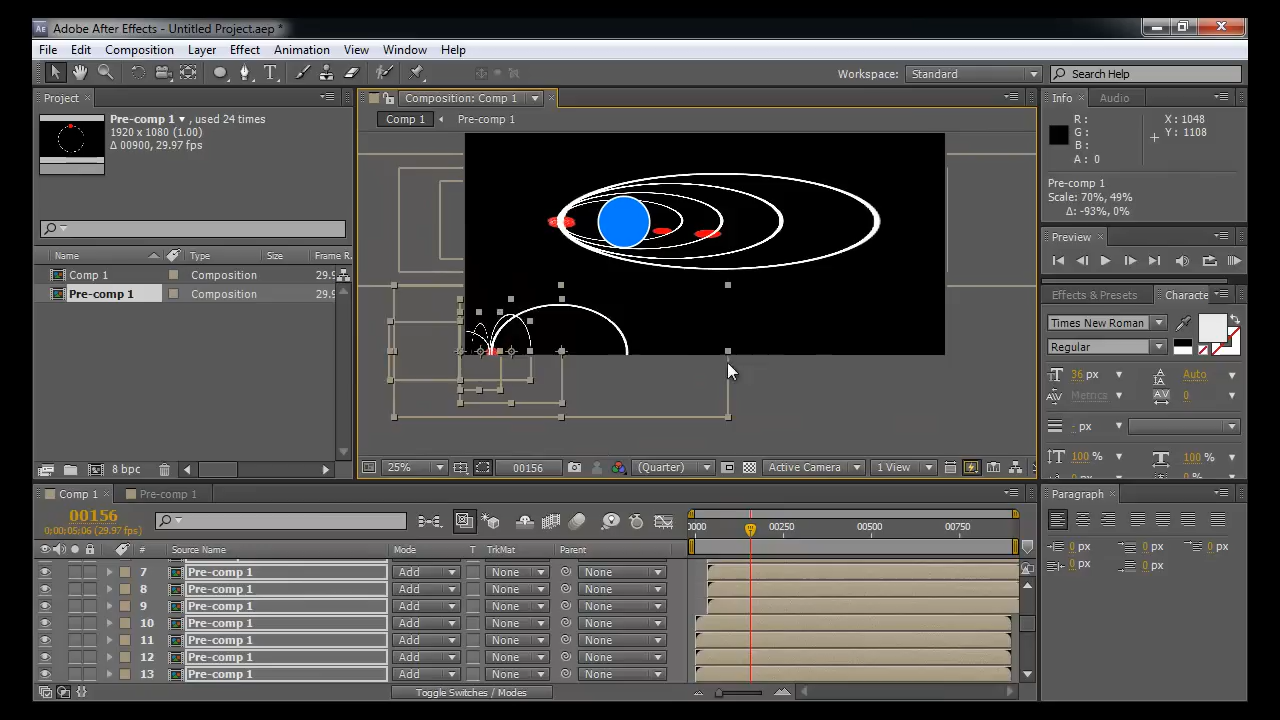 Adobe After Effects - Untitled Project.aep *
File Edit Composition Layer Effect Animation View Window Help
Workspace: Standard Search Help
Project
Pre-comp 1 , used 24 times
1920 x 1080 (1.00)
Δ 00900, 29.97 fps
Name Type Size Frame R
Comp 1 Composition 29.
Pre-comp 1 Composition 29.
8 bpc
Composition: Comp 1
Comp 1 Pre-comp 1
25% 00156 (Quarter) Active Camera 1 View
Info Audio
R : X : 1048
G : Y : 1108
B :
A : 0
Pre-comp 1
Scale: 70%, 49%
Δ: -93%, 0%
Preview
Effects & Presets Characte
Times New Roman
Regular
36 px Auto
Metrics 0
- px
100 % 100 %
Paragraph
0 px 0 px 0 px
0 px 0 px
Comp 1 Pre-comp 1
00156
0;00;05;06 (29.97 fps)
0000 00250 00500 00750
# Source Name Mode T TrkMat Parent
7 Pre-comp 1 Add None None
8 Pre-comp 1 Add None None
9 Pre-comp 1 Add None None
10 Pre-comp 1 Add None None
11 Pre-comp 1 Add None None
12 Pre-comp 1 Add None None
13 Pre-comp 1 Add None None
Toggle Switches / Modes